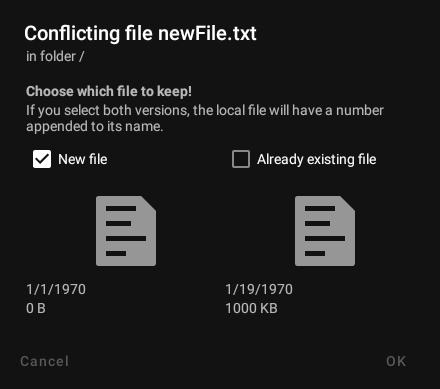 Conflicting file newFile.txt
in folder /
Choose which file to keep!
If you select both versions, the local file will have a number
appended to its name.
New file
Already existing file
1/1/1970
0 B
1/19/1970
1000 KB
Cancel
OK